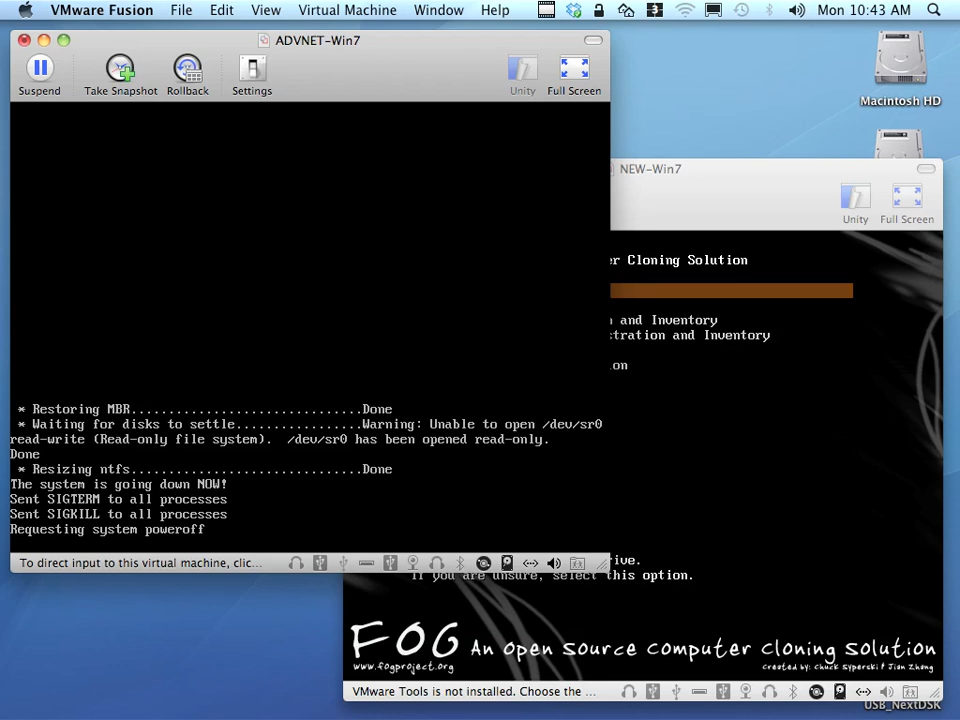 VMware Fusion File Edit View Virtual Machine Window Help 3 Mon 10:43 AM
ADVNET-Win7
Suspend Take Snapshot Rollback Settings Unity Full Screen
Macintosh HD
NEW-Win7
Unity Full Screen
r Cloning Solution
and Inventory
stration and Inventory
on
* Restoring MBR...............................Done
* Waiting for disks to settle.................Warning: Unable to open /dev/sr0
read-write (Read-only file system).  /dev/sr0 has been opened read-only.
Done
* Resizing ntfs...............................Done
The system is going down NOW!
Sent SIGTERM to all processes
Sent SIGKILL to all processes
Requesting system poweroff
To direct input to this virtual machine, clic...
rive.
If you are unsure, select this option.
FOG An Open Source Computer Cloning Solution
www.fogproject.org
created by: Chuck Syperski & Jian Zhang
VMware Tools is not installed. Choose the ...
USB_NextDSK